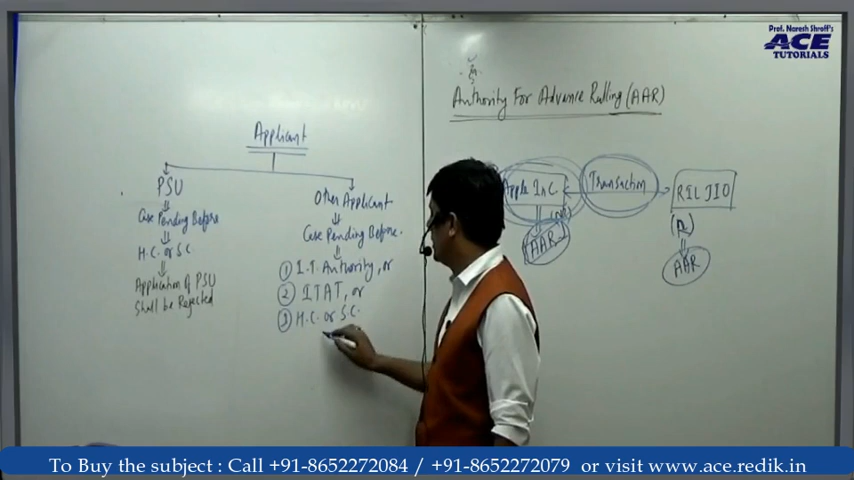 Prof. Naresh Shroff's
ACE
TUTORIALS
Authority For Advance Rulling (AAR)
Applicant
PSU
Case Pending Before
H.C. or S.C
Application of PSU
Shall be Rejected
Other Applicant
Case Pending Before.
① I.T. Authority, or
② ITAT, or
③ H.C. or S.C.
Apple Inc
Transaction
RIL JIO
(NR)
AAR
(R)
AAR
To Buy the subject : Call +91-8652272084 / +91-8652272079 or visit www.ace.redik.in